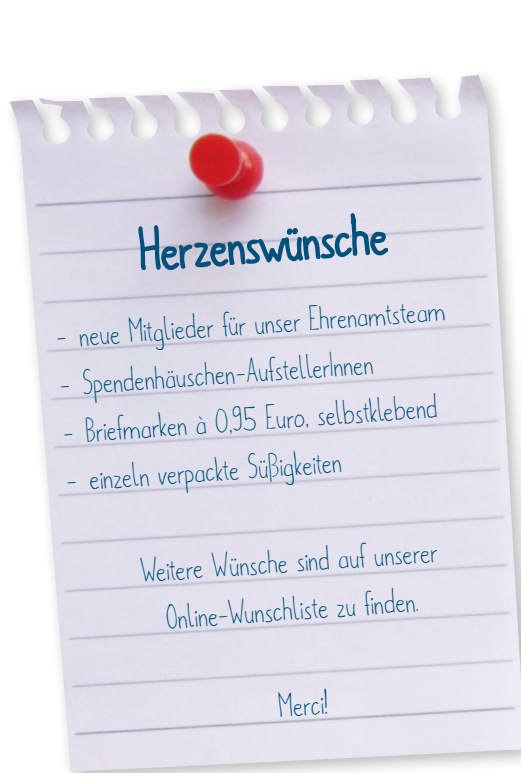 Herzenswünsche
- neue Mitglieder für unser Ehrenamtsteam
- Spendenhäuschen-AufstellerInnen
- Briefmarken à 0,95 Euro, selbstklebend
- einzeln verpackte Süßigkeiten
Weitere Wünsche sind auf unserer
Online-Wunschliste zu finden.
Merci!